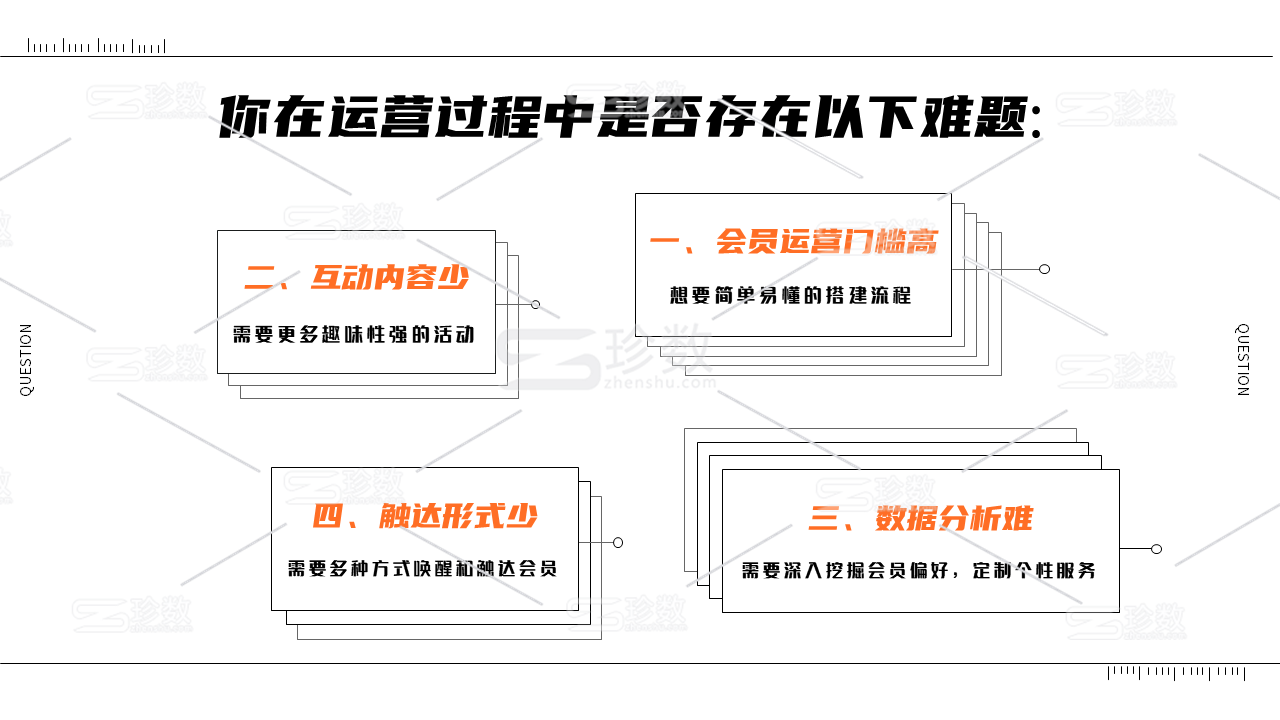 你在运营过程中是否存在以下难题:
一、会员运营门槛高
想要简单易懂的搭建流程
二、互动内容少
需要更多趣味性强的活动
QUESTION
QUESTION
珍数
zhenshu.com
四、触达形式少
需要多种方式唤醒和触达会员
三、数据分析难
需要深入挖掘会员偏好，定制个性服务